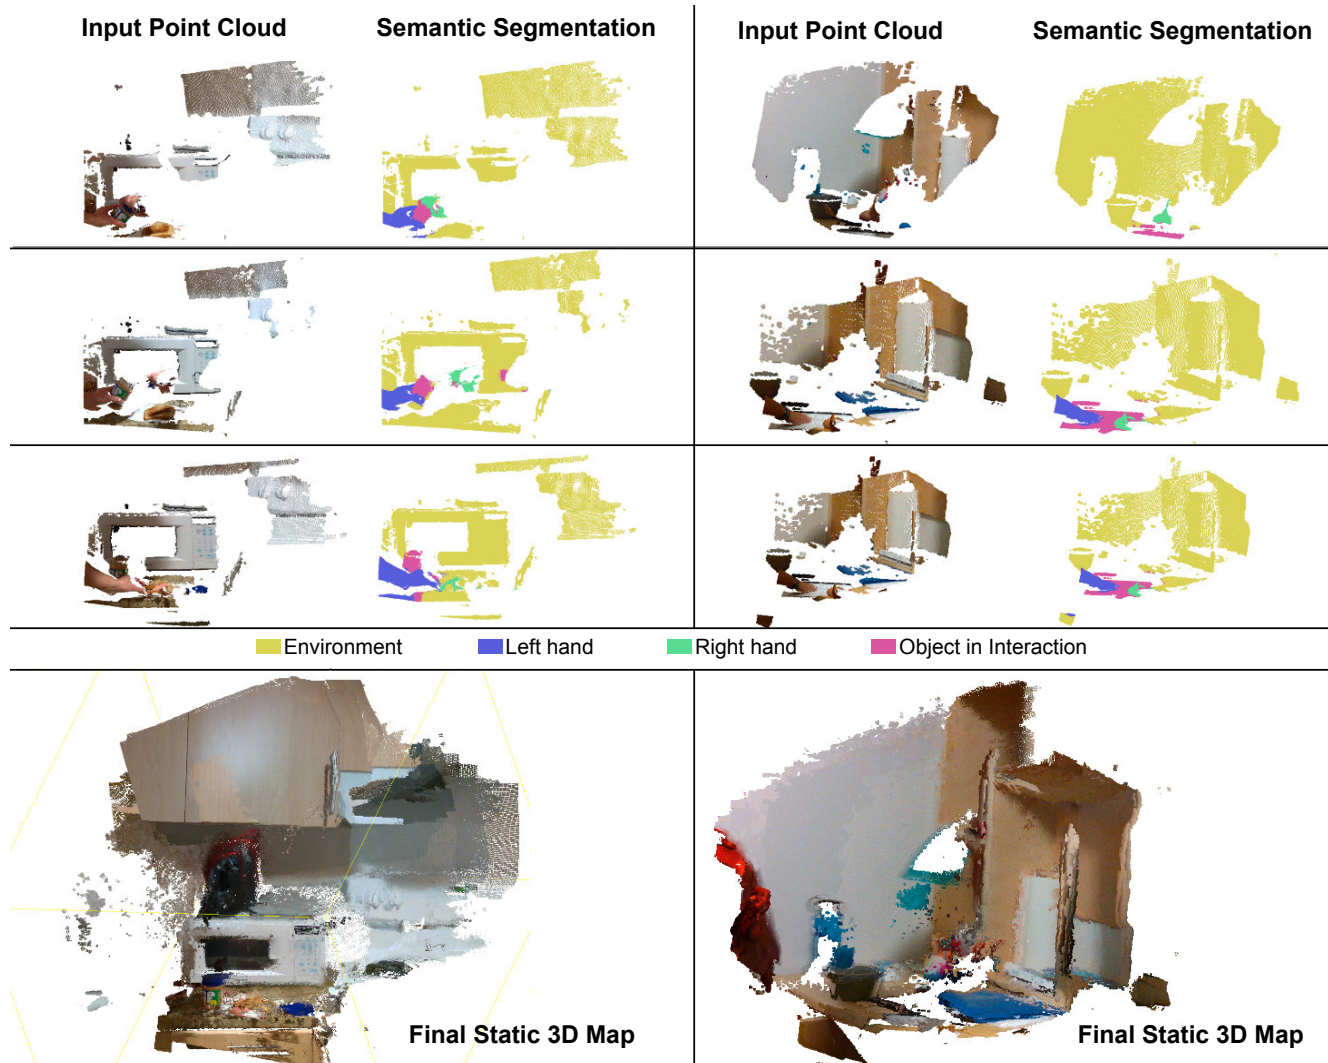 Input Point Cloud
Semantic Segmentation
Input Point Cloud
Semantic Segmentation
Environment
Left hand
Right hand
Object in Interaction
Final Static 3D Map
Final Static 3D Map